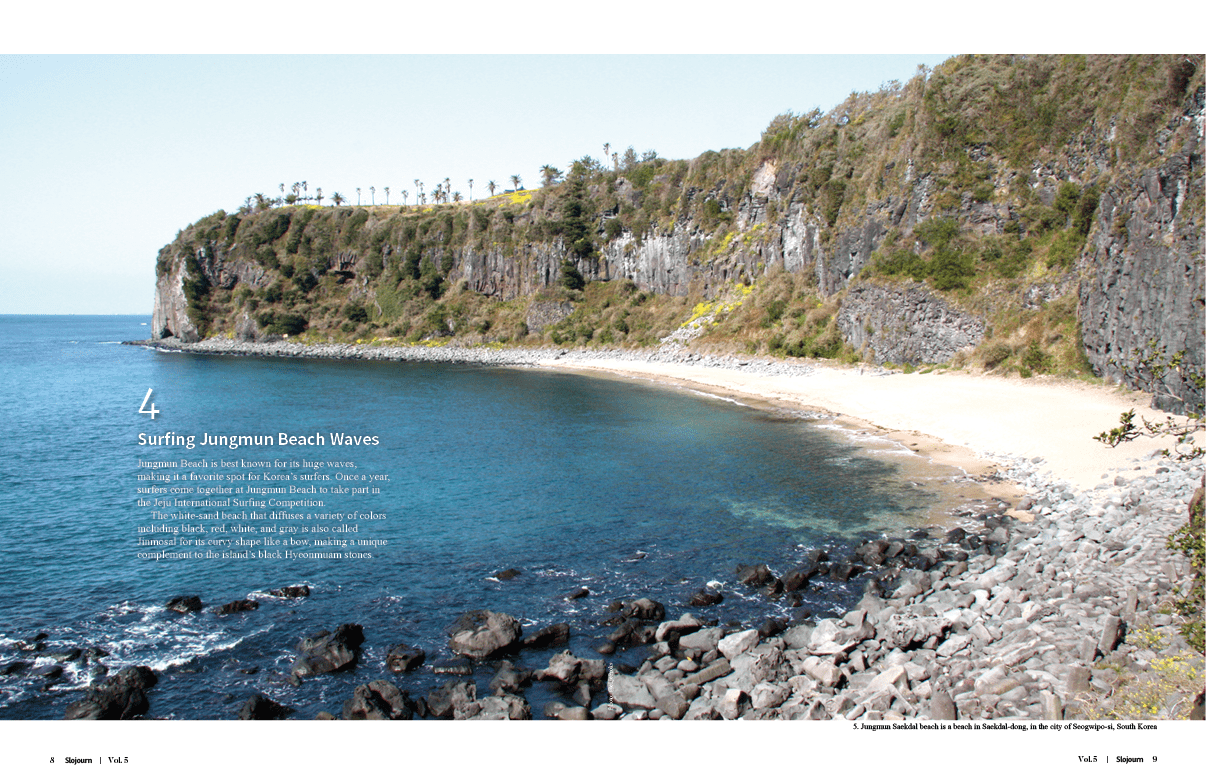 4
Surfing Jungmun Beach Waves
Jungmun Beach is best known for its huge waves,
making it a favorite spot for Korea's surfers. Once a year,
surfers come together at Jungmun Beach to take part in
the Jeju International Surfing Competition.
The white-sand beach that diffuses a variety of colors
including black, red, white, and gray is also called
Jinmosal for its curvy shape like a bow, making a unique
complement to the island's black Hyeonmuam stones.
5. Jungmun Saekdal beach is a beach in Saekdal-dong, in the city of Seogwipo-si, South Korea
8 Slojourn | Vol. 5
Vol.5 | Slojourn 9